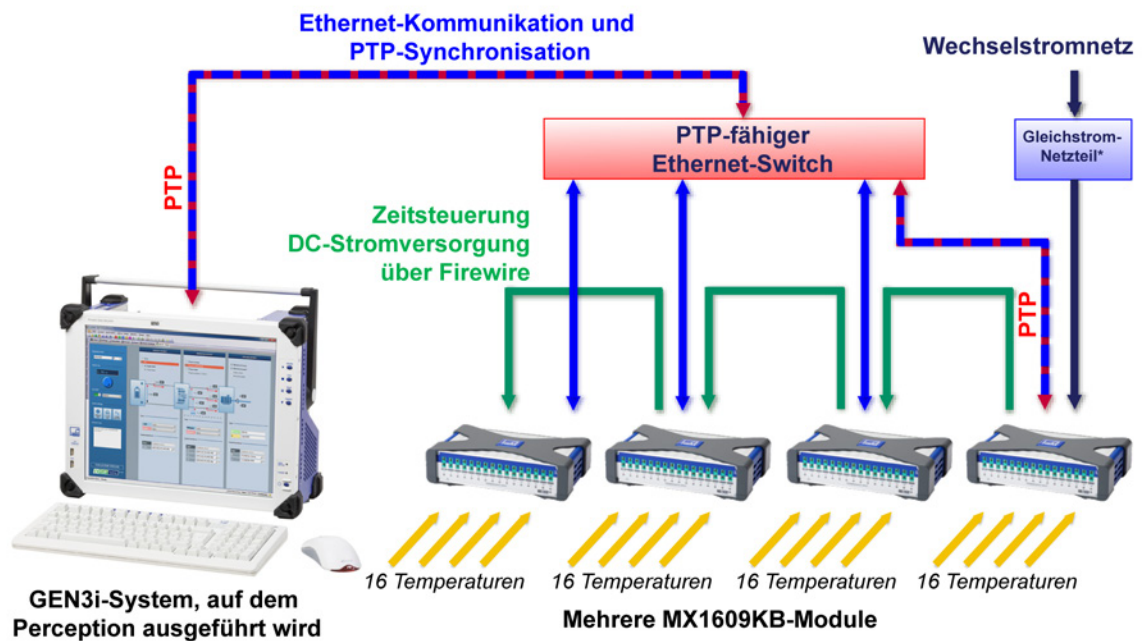 Ethernet-Kommunikation und
PTP-Synchronisation
Wechselstromnetz
PTP-fähiger
Ethernet-Switch
Gleichstrom-
Netzteil*
PTP
Zeitsteuerung
DC-Stromversorgung
über Firewire
PTP
16 Temperaturen
16 Temperaturen
16 Temperaturen
16 Temperaturen
GEN3i-System, auf dem
Perception ausgeführt wird
Mehrere MX1609KB-Module